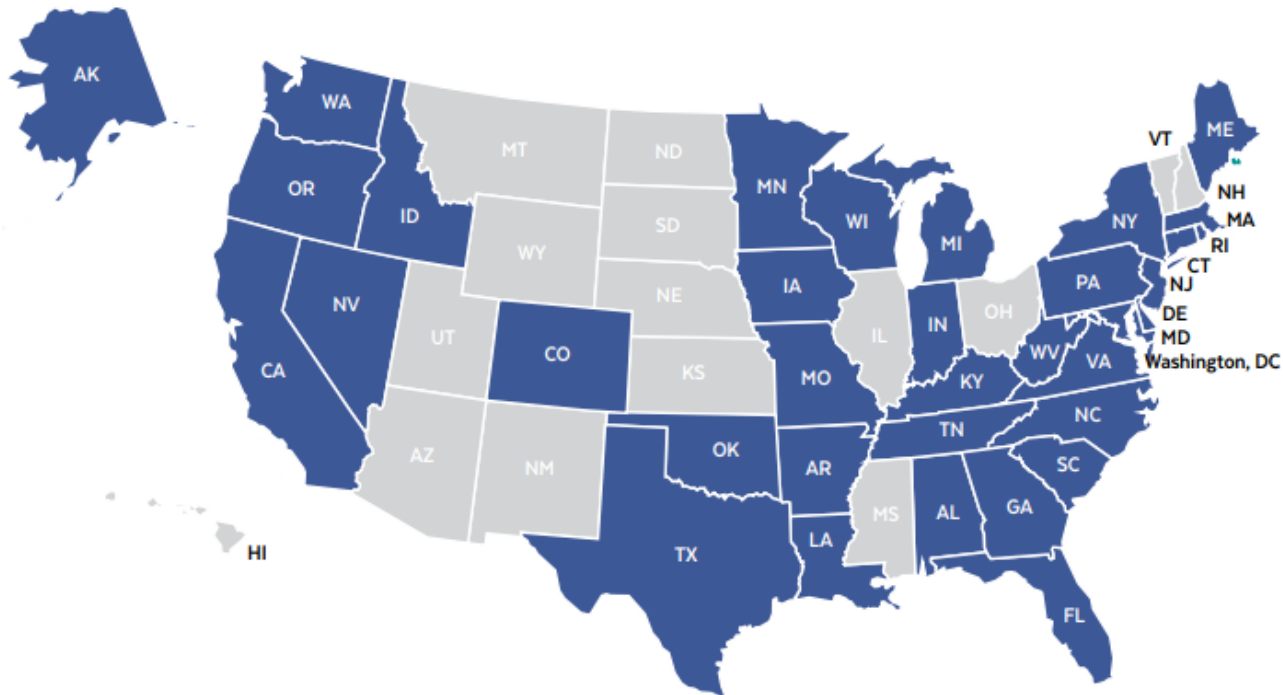 AK
WA
MT
ND
MN
VT
ME
OR
ID
SD
WI
MI
NY
NH
MA
RI
CT
WY
NV
NE
IA
PA
NJ
UT
CO
IL
IN
OH
DE
MD
CA
KS
MO
WV
VA
Washington, DC
KY
NC
AZ
NM
OK
AR
TN
SC
MS
AL
GA
HI
TX
LA
FL